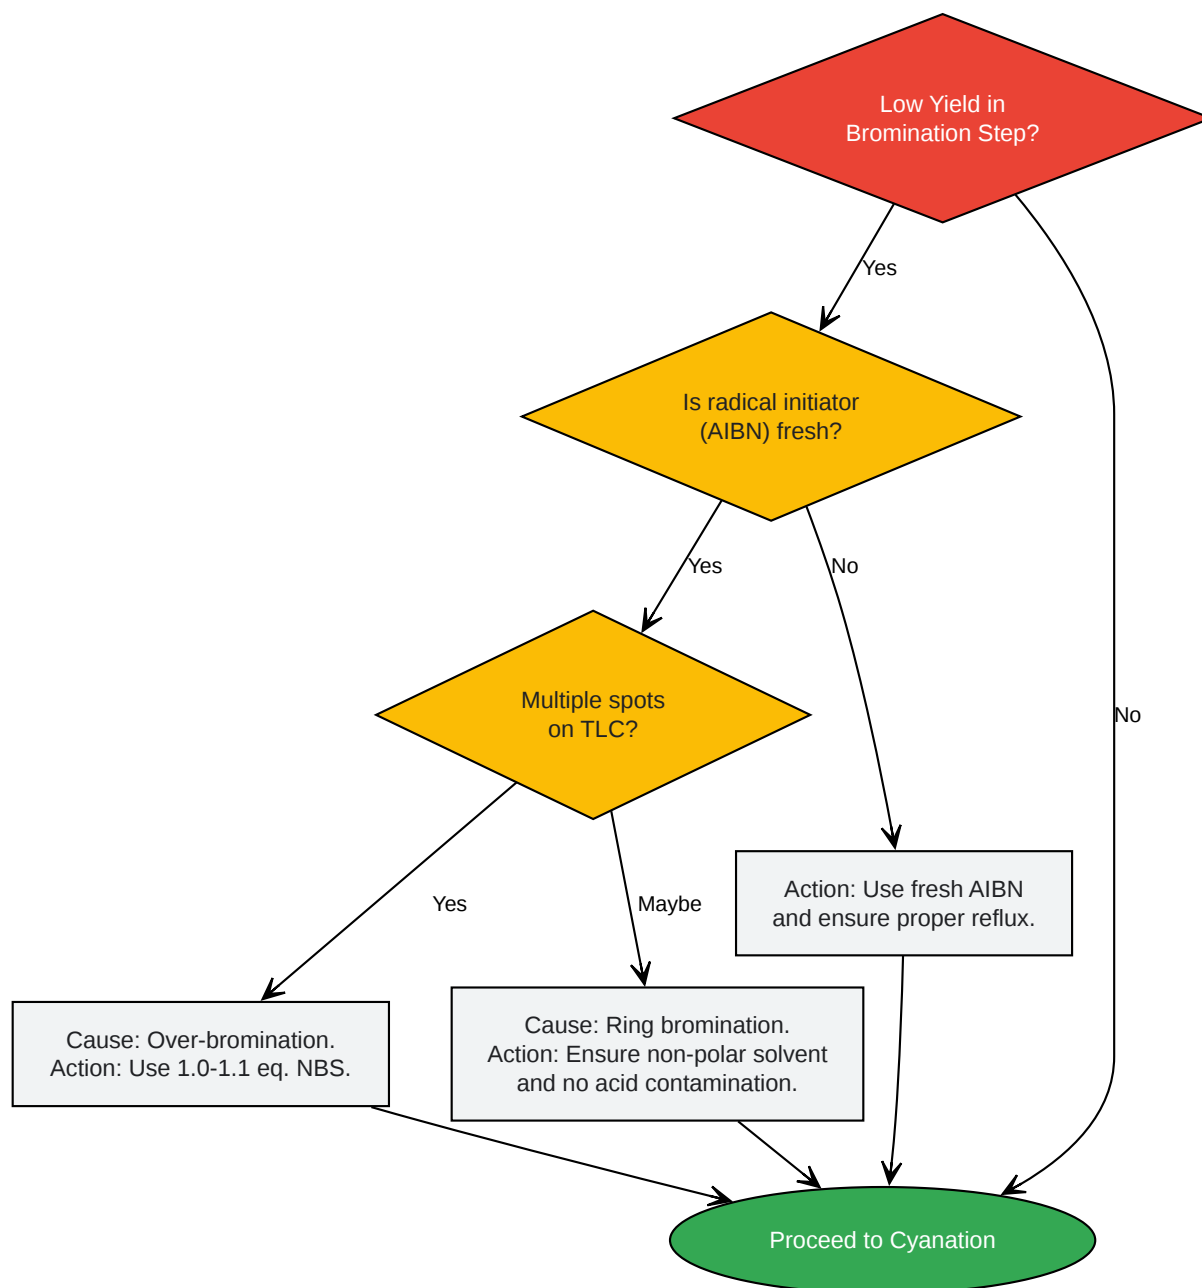 Low Yield in
Bromination Step?
Yes
Is radical initiator
(AIBN) fresh?
Yes
No
Multiple spots
on TLC?
No
Yes
Maybe
Action: Use fresh AIBN
and ensure proper reflux.
Cause: Over-bromination.
Action: Use 1.0-1.1 eq. NBS.
Cause: Ring bromination.
Action: Ensure non-polar solvent
and no acid contamination.
Proceed to Cyanation